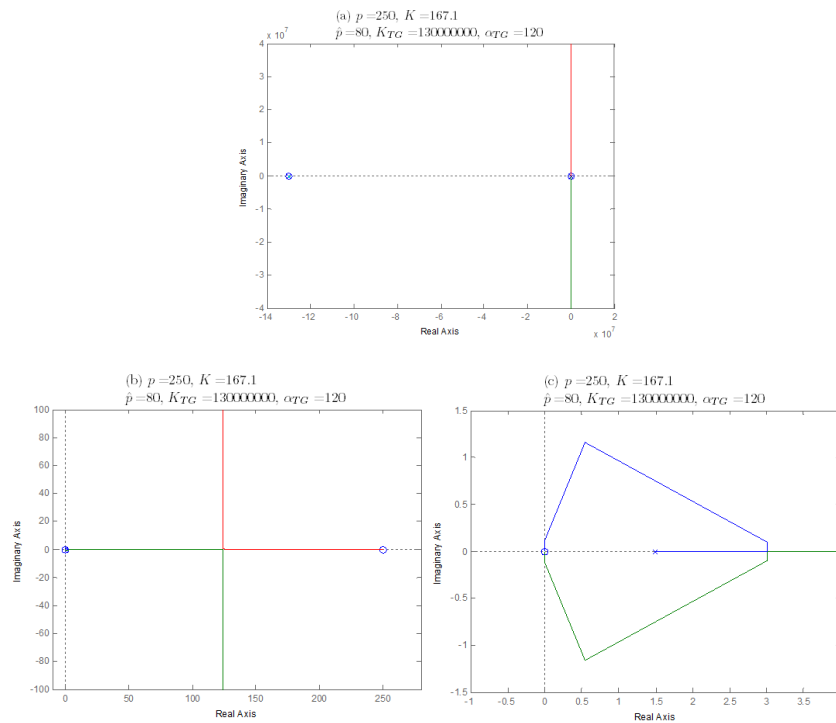 (a) p =250, K =167.1
p̂ =80, K_TG =130000000, α_TG =120
x 10^7
4
3
2
1
0
-1
-2
-3
-4
Imaginary Axis
-14 -12 -10 -8 -6 -4 -2 0 2
Real Axis
x 10^7
(b) p =250, K =167.1
p̂ =80, K_TG =130000000, α_TG =120
100
80
60
40
20
0
-20
-40
-60
-80
-100
Imaginary Axis
0 50 100 150 200 250
Real Axis
(c) p =250, K =167.1
p̂ =80, K_TG =130000000, α_TG =120
1.5
1
0.5
0
-0.5
-1
-1.5
Imaginary Axis
-1 -0.5 0 0.5 1 1.5 2 2.5 3 3.5
Real Axis